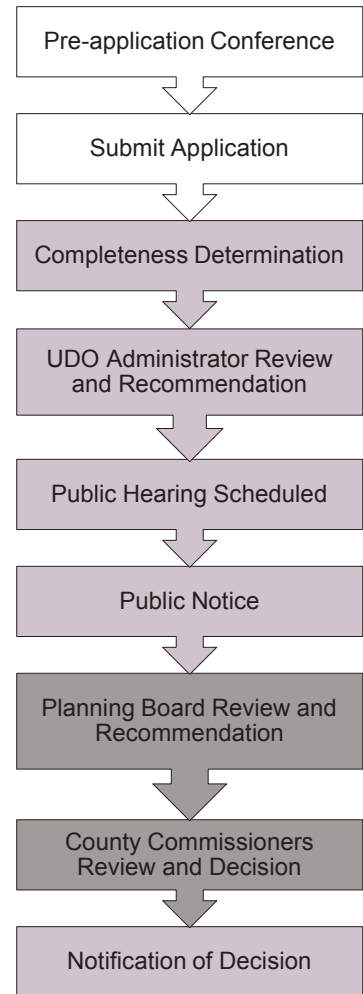 Pre-application Conference
Submit Application
Completeness Determination
UDO Administrator Review
and Recommendation
Public Hearing Scheduled
Public Notice
Planning Board Review and
Recommendation
County Commissioners
Review and Decision
Notification of Decision